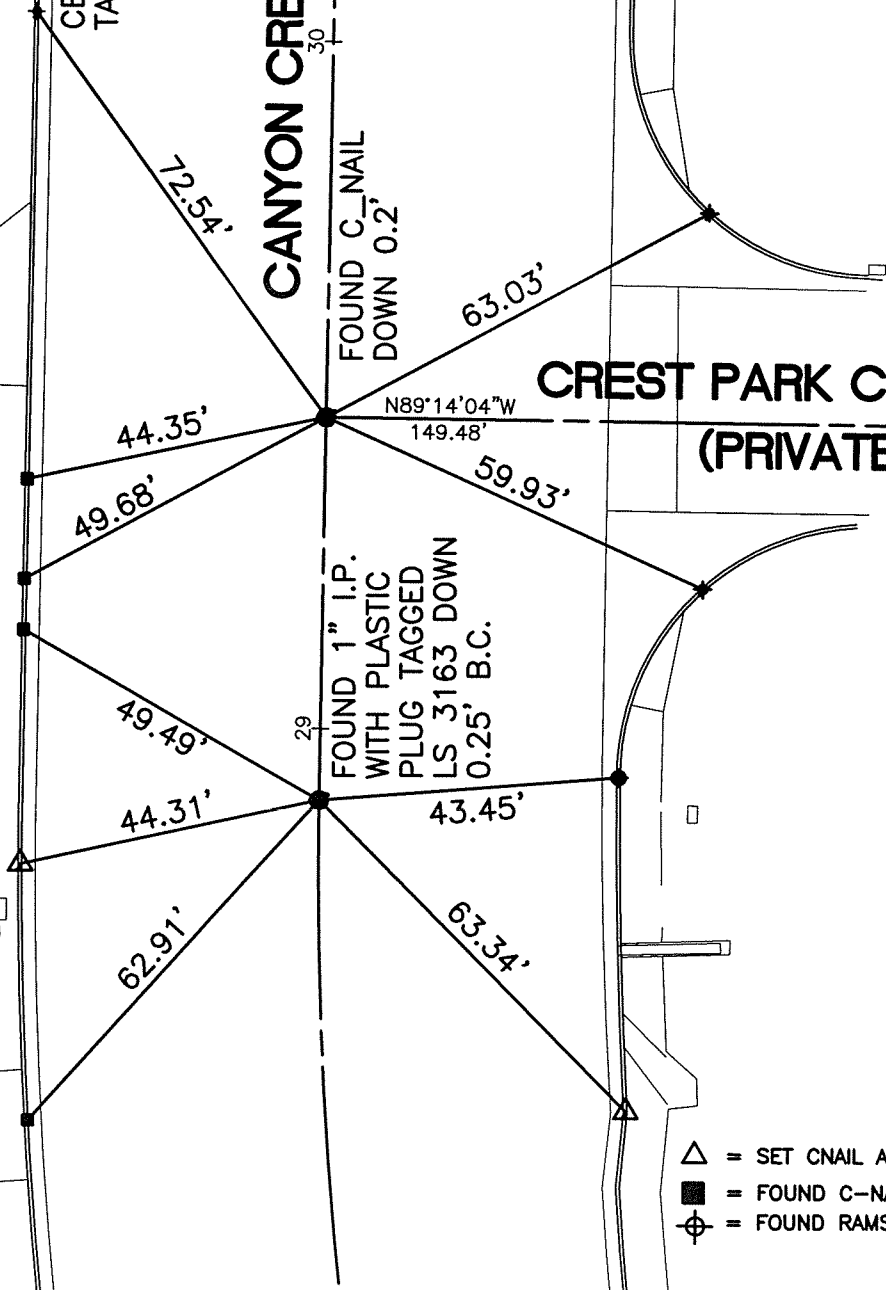 CE
TA
CANYON CRE
30
72.54'
FOUND C_NAIL
DOWN 0.2'
63.03'
CREST PARK C
(PRIVATE
N89°14'04"W
149.48'
44.35'
49.68'
59.93'
FOUND 1" I.P.
WITH PLASTIC
PLUG TAGGED
LS 3163 DOWN
0.25' B.C.
29
49.49'
44.31'
43.45'
62.91'
63.34'
= SET CNAIL A
= FOUND C-NA
= FOUND RAMS